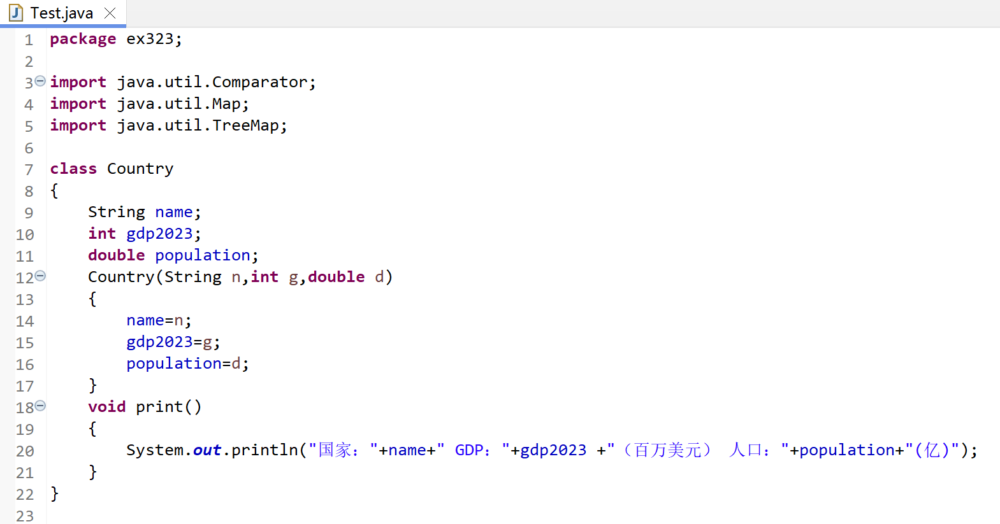 Test.java
1 package ex323;
2
3 import java.util.Comparator;
4 import java.util.Map;
5 import java.util.TreeMap;
6
7 class Country
8 {
9     String name;
10     int gdp2023;
11     double population;
12     Country(String n,int g,double d)
13     {
14         name=n;
15         gdp2023=g;
16         population=d;
17     }
18     void print()
19     {
20         System.out.println("国家："+name+" GDP："+gdp2023 +"（百万美元） 人口："+population+"(亿)");
21     }
22 }
23